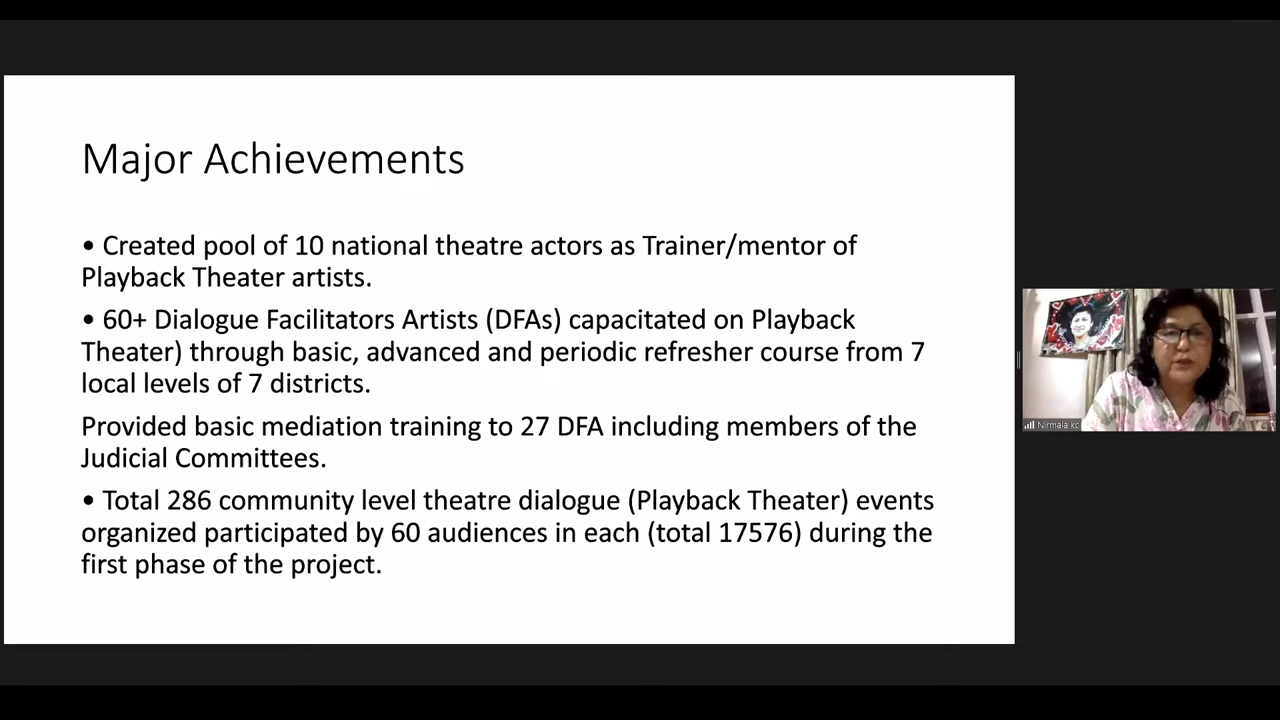 Major Achievements
• Created pool of 10 national theatre actors as Trainer/mentor of
Playback Theater artists.
• 60+ Dialogue Facilitators Artists (DFAs) capacitated on Playback
Theater) through basic, advanced and periodic refresher course from 7
local levels of 7 districts.
Provided basic mediation training to 27 DFA including members of the
Judicial Committees.
• Total 286 community level theatre dialogue (Playback Theater) events
organized participated by 60 audiences in each (total 17576) during the
first phase of the project.
Nirmala kc